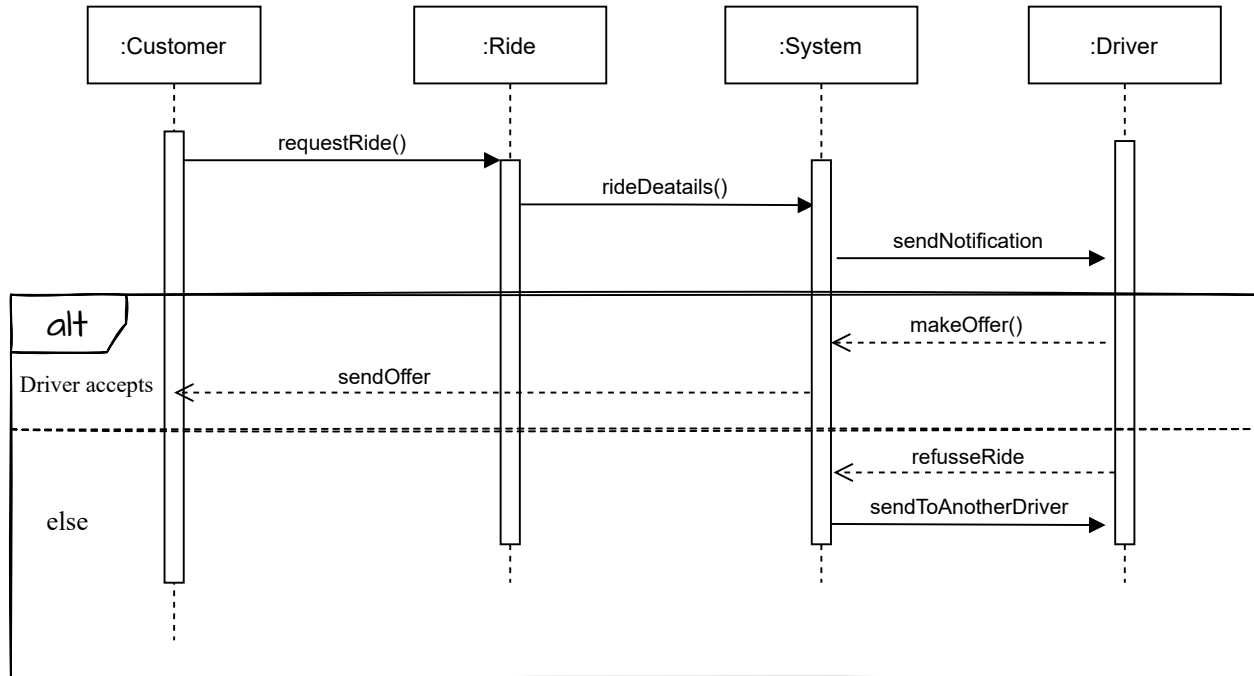 :Customer
:Ride
:System
:Driver
requestRide()
rideDeatails()
sendNotification
alt
makeOffer()
Driver accepts
sendOffer
refusseRide
else
sendToAnotherDriver